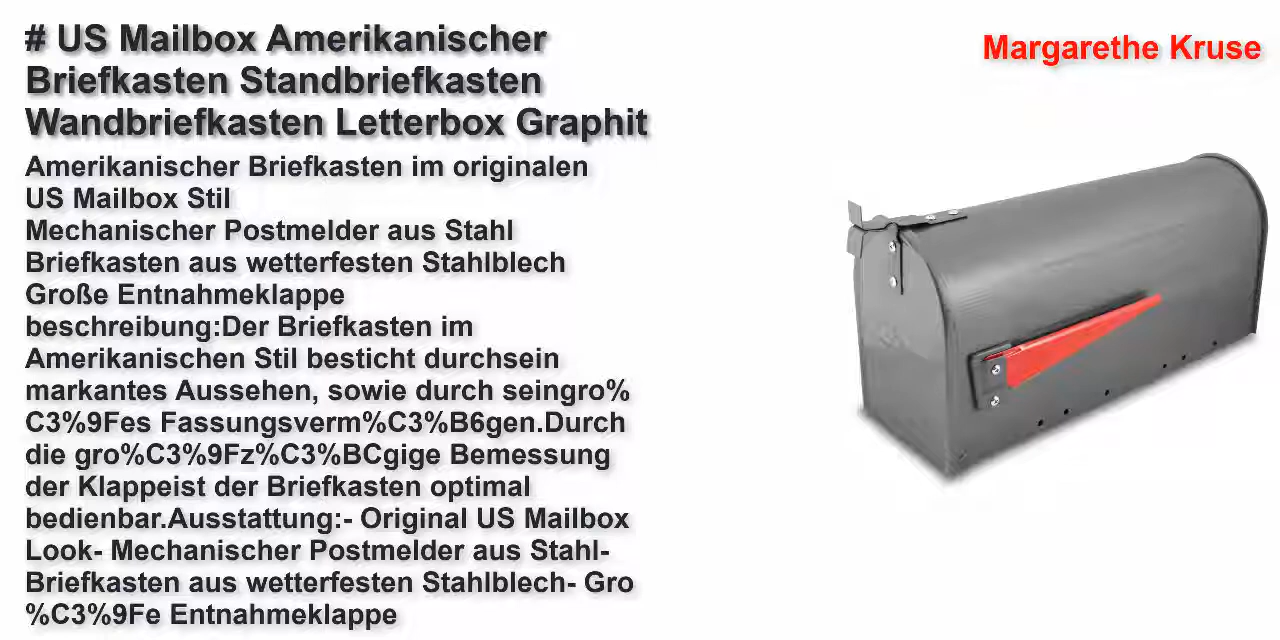 # US Mailbox Amerikanischer
Briefkasten Standbriefkasten
Wandbriefkasten Letterbox Graphit
Margarethe Kruse
Amerikanischer Briefkasten im originalen
US Mailbox Stil
Mechanischer Postmelder aus Stahl
Briefkasten aus wetterfesten Stahlblech
Große Entnahmeklappe
beschreibung:Der Briefkasten im
Amerikanischen Stil besticht durchsein
markantes Aussehen, sowie durch seingro%
C3%9Fes Fassungsverm%C3%B6gen.Durch
die gro%C3%9Fz%C3%BCgige Bemessung
der Klappeist der Briefkasten optimal
bedienbar.Ausstattung:- Original US Mailbox
Look- Mechanischer Postmelder aus Stahl-
Briefkasten aus wetterfesten Stahlblech- Gro
%C3%9Fe Entnahmeklappe